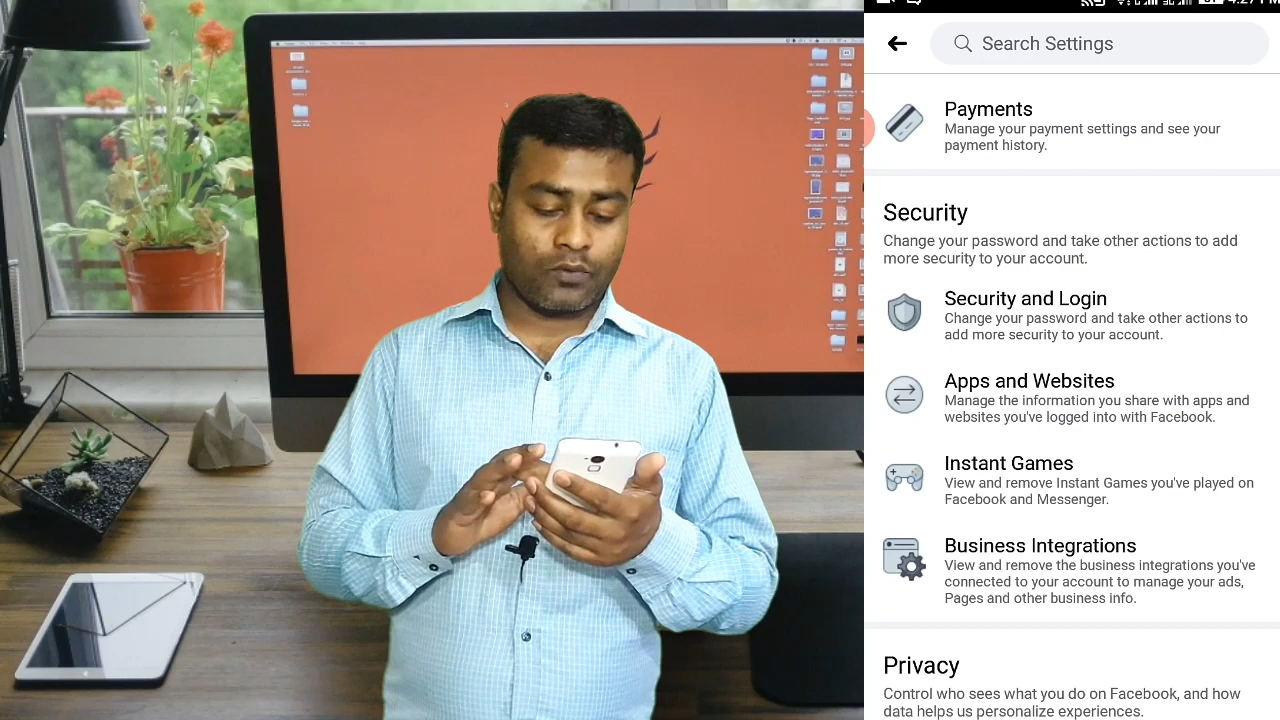 Search Settings
Payments
Manage your payment settings and see your
payment history.
Security
Change your password and take other actions to add
more security to your account.
Security and Login
Change your password and take other actions to
add more security to your account.
Apps and Websites
Manage the information you share with apps and
websites you've logged into with Facebook.
Instant Games
View and remove Instant Games you've played on
Facebook and Messenger.
Business Integrations
View and remove the business integrations you've
connected to your account to manage your ads,
Pages and other business info.
Privacy
Control who sees what you do on Facebook, and how
data helps us personalize experiences.